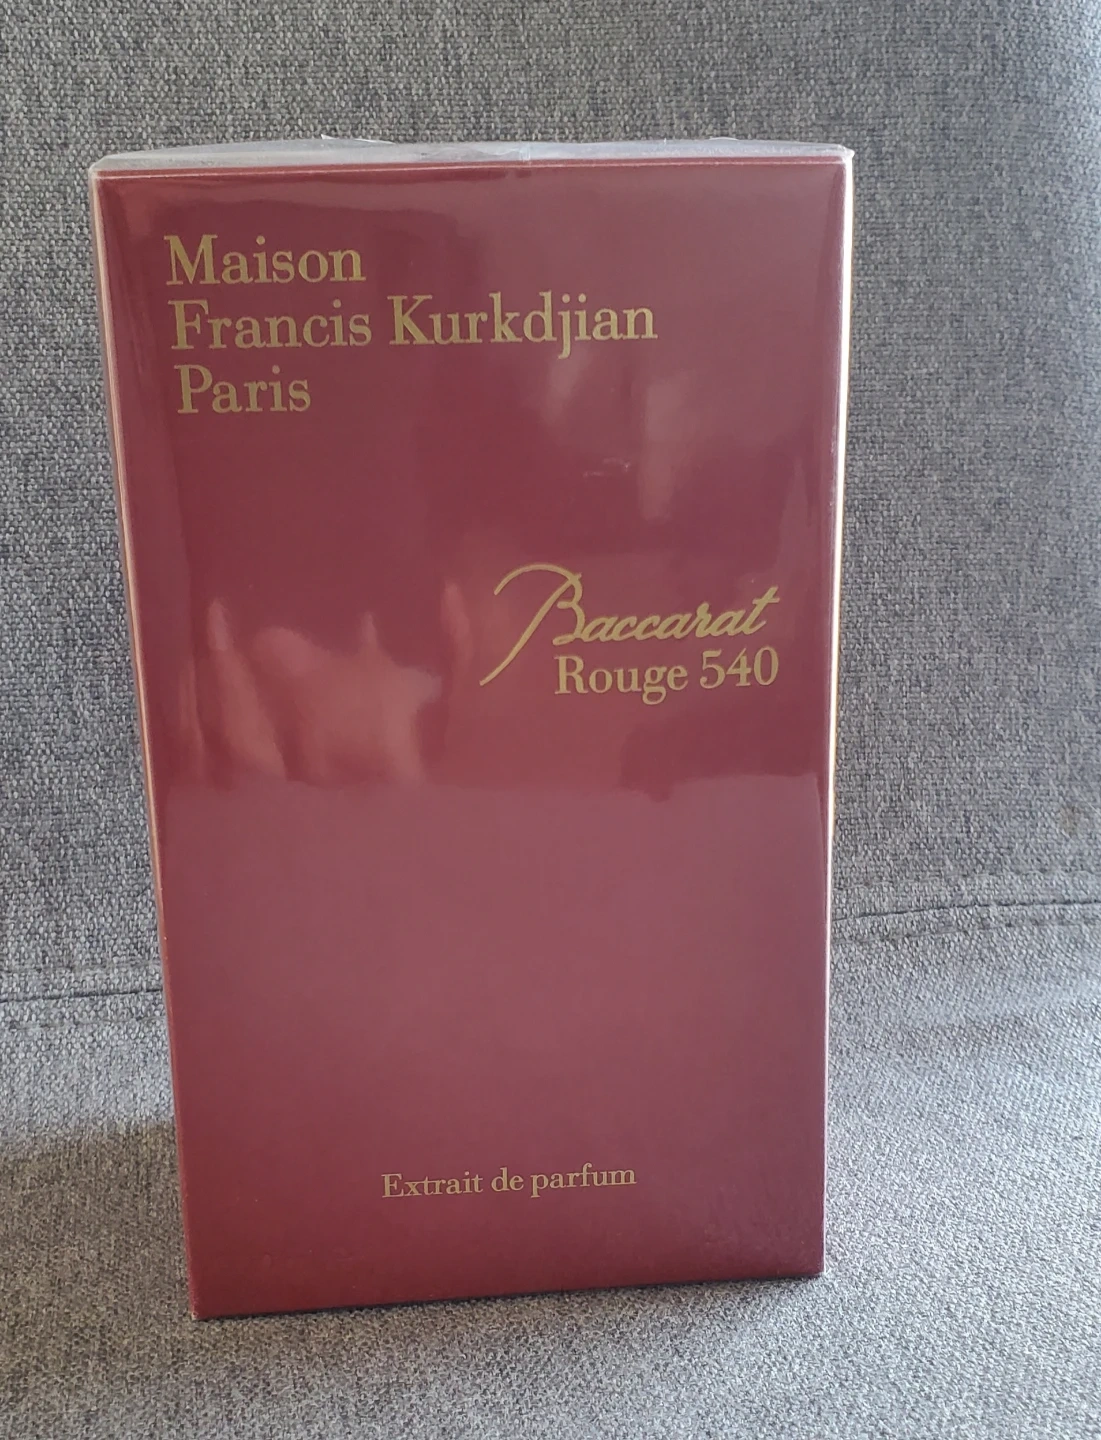 Maison
Francis Kurkdjian
Paris
Baccarat
Rouge 540
Extrait de parfum